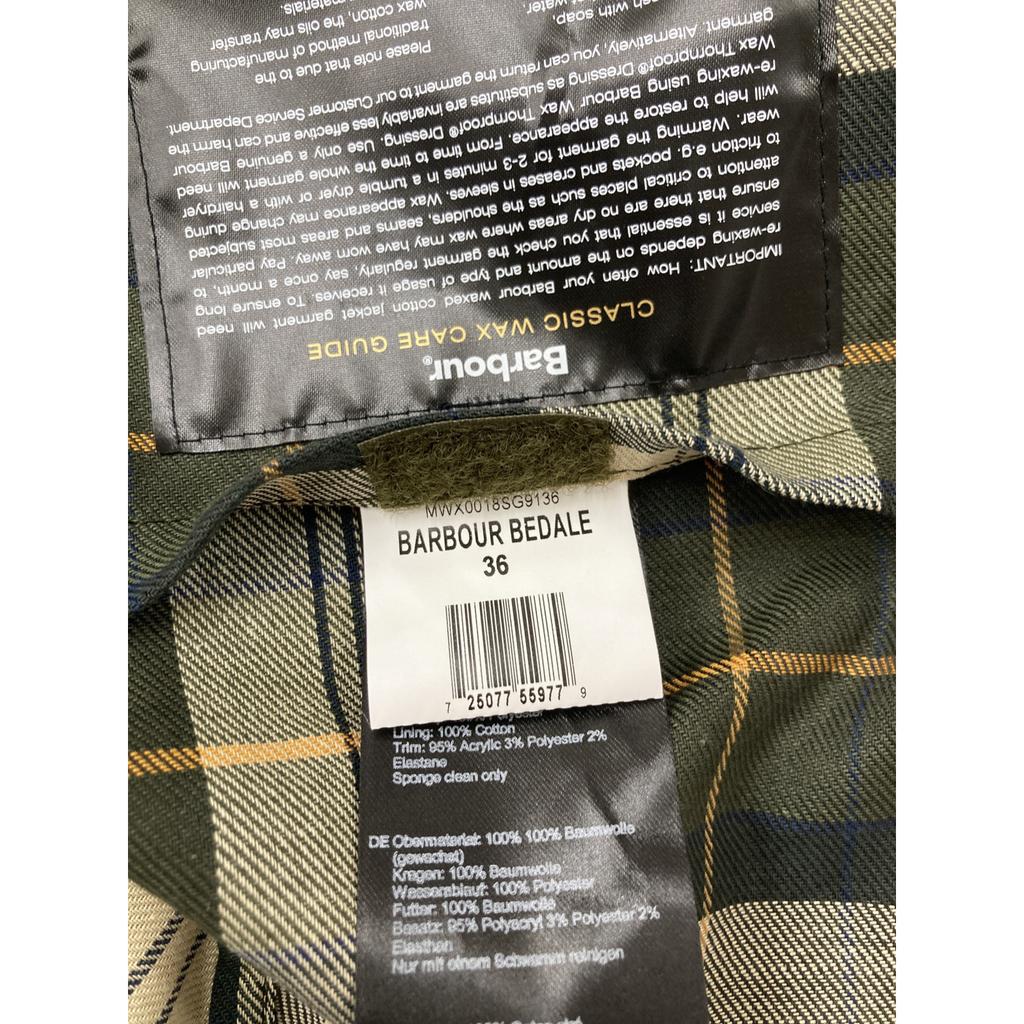 Barbour®
CLASSIC WAX CARE GUIDE
IMPORTANT: How often your Barbour waxed cotton jacket garment will need
re-waxing depends on the amount and type of usage it receives. To ensure long
service it is essential that you check the garment regularly, say once a month, to
ensure that there are no dry areas where wax may have worn away. Pay particular
attention to critical places such as the shoulders, seams and areas most subjected
to friction e.g. pockets and creases in sleeves. Wax appearance may change during
wear. Warming the garment for 2-3 minutes in a tumble dryer or with a hairdryer
will help to restore the appearance. From time to time the whole garment will need
re-waxing using Barbour Wax Thornproof® Dressing. Use only a genuine Barbour
Wax Thornproof® Dressing as substitutes are invariably less effective and can harm the
garment. Alternatively, you can return the garment to our Customer Service Department.
with soap,
water.
Please note that due to the
traditional method of manufacturing
wax cotton, the oils may transfer
materials.
MWX0018SG9136
BARBOUR BEDALE
36
7 25077 55977 9
Polyester
Lining: 100% Cotton
Trim: 95% Acrylic 3% Polyester 2%
Elastane
Sponge clean only
DE Obermaterial: 100% 100% Baumwolle
(gewachst)
Kragen: 100% Baumwolle
Wasserablauf: 100% Polyester
Futter: 100% Baumwolle
Besatz: 95% Polyacryl 3% Polyester 2%
Elasthan
Nur mit einem Schwamm reinigen